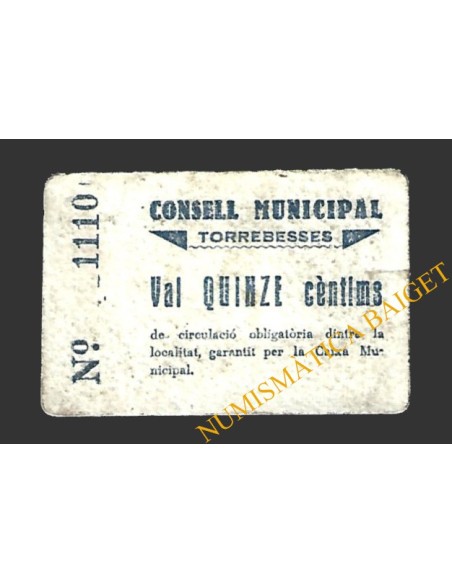 Nº 1110
CONSELL MUNICIPAL
TORREBESSES
Val QUINZE cèntims
de circulació obligatòria dintre la
localitat, garantit per la Caixa Mu-
nicipal.
NUMISMATICA BAIGET